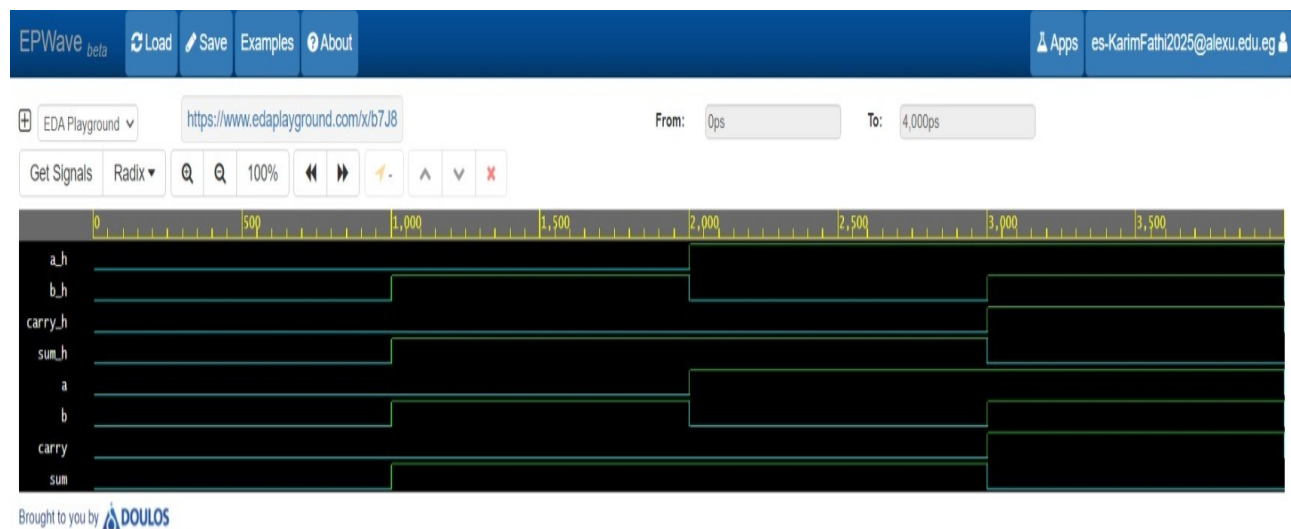 EPWave beta Load Save Examples About Apps es-KarimFathi2025@alexu.edu.eg
EDA Playground https://www.edaplayground.com/x/b7J8 From: 0ps To: 4,000ps
Get Signals Radix 100%
0 500 1,000 1,500 2,000 2,500 3,000 3,500
a_h
b_h
carry_h
sum_h
a
b
carry
sum
Brought to you by DOULOS